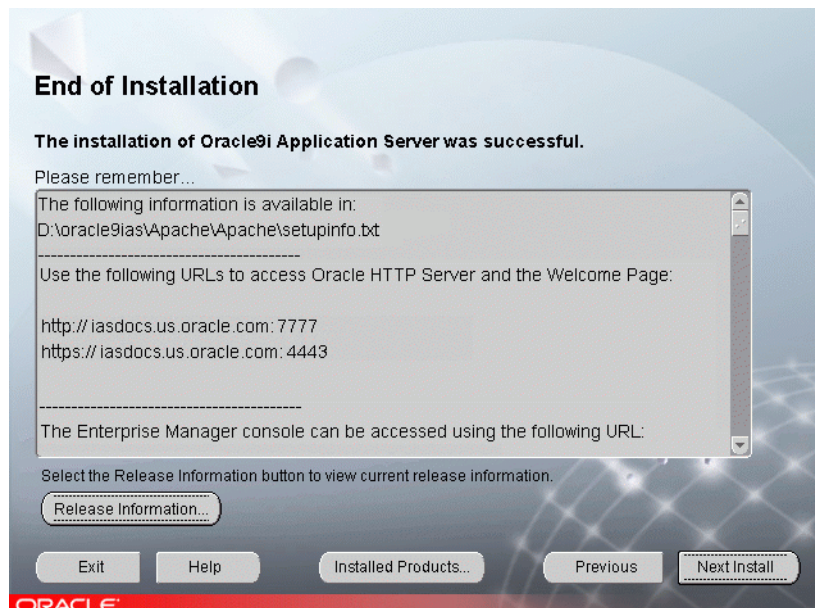 End of Installation
The installation of Oracle9i Application Server was successful.
Please remember...
The following information is available in:
D:\oracle9ias\Apache\Apache\setupinfo.txt
-----------------------------------------
Use the following URLs to access Oracle HTTP Server and the Welcome Page:
http://iasdocs.us.oracle.com:7777
https://iasdocs.us.oracle.com:4443
-----------------------------------------
The Enterprise Manager console can be accessed using the following URL:
Select the Release Information button to view current release information.
Release Information...
Exit
Help
Installed Products...
Previous
Next Install
ORACLE